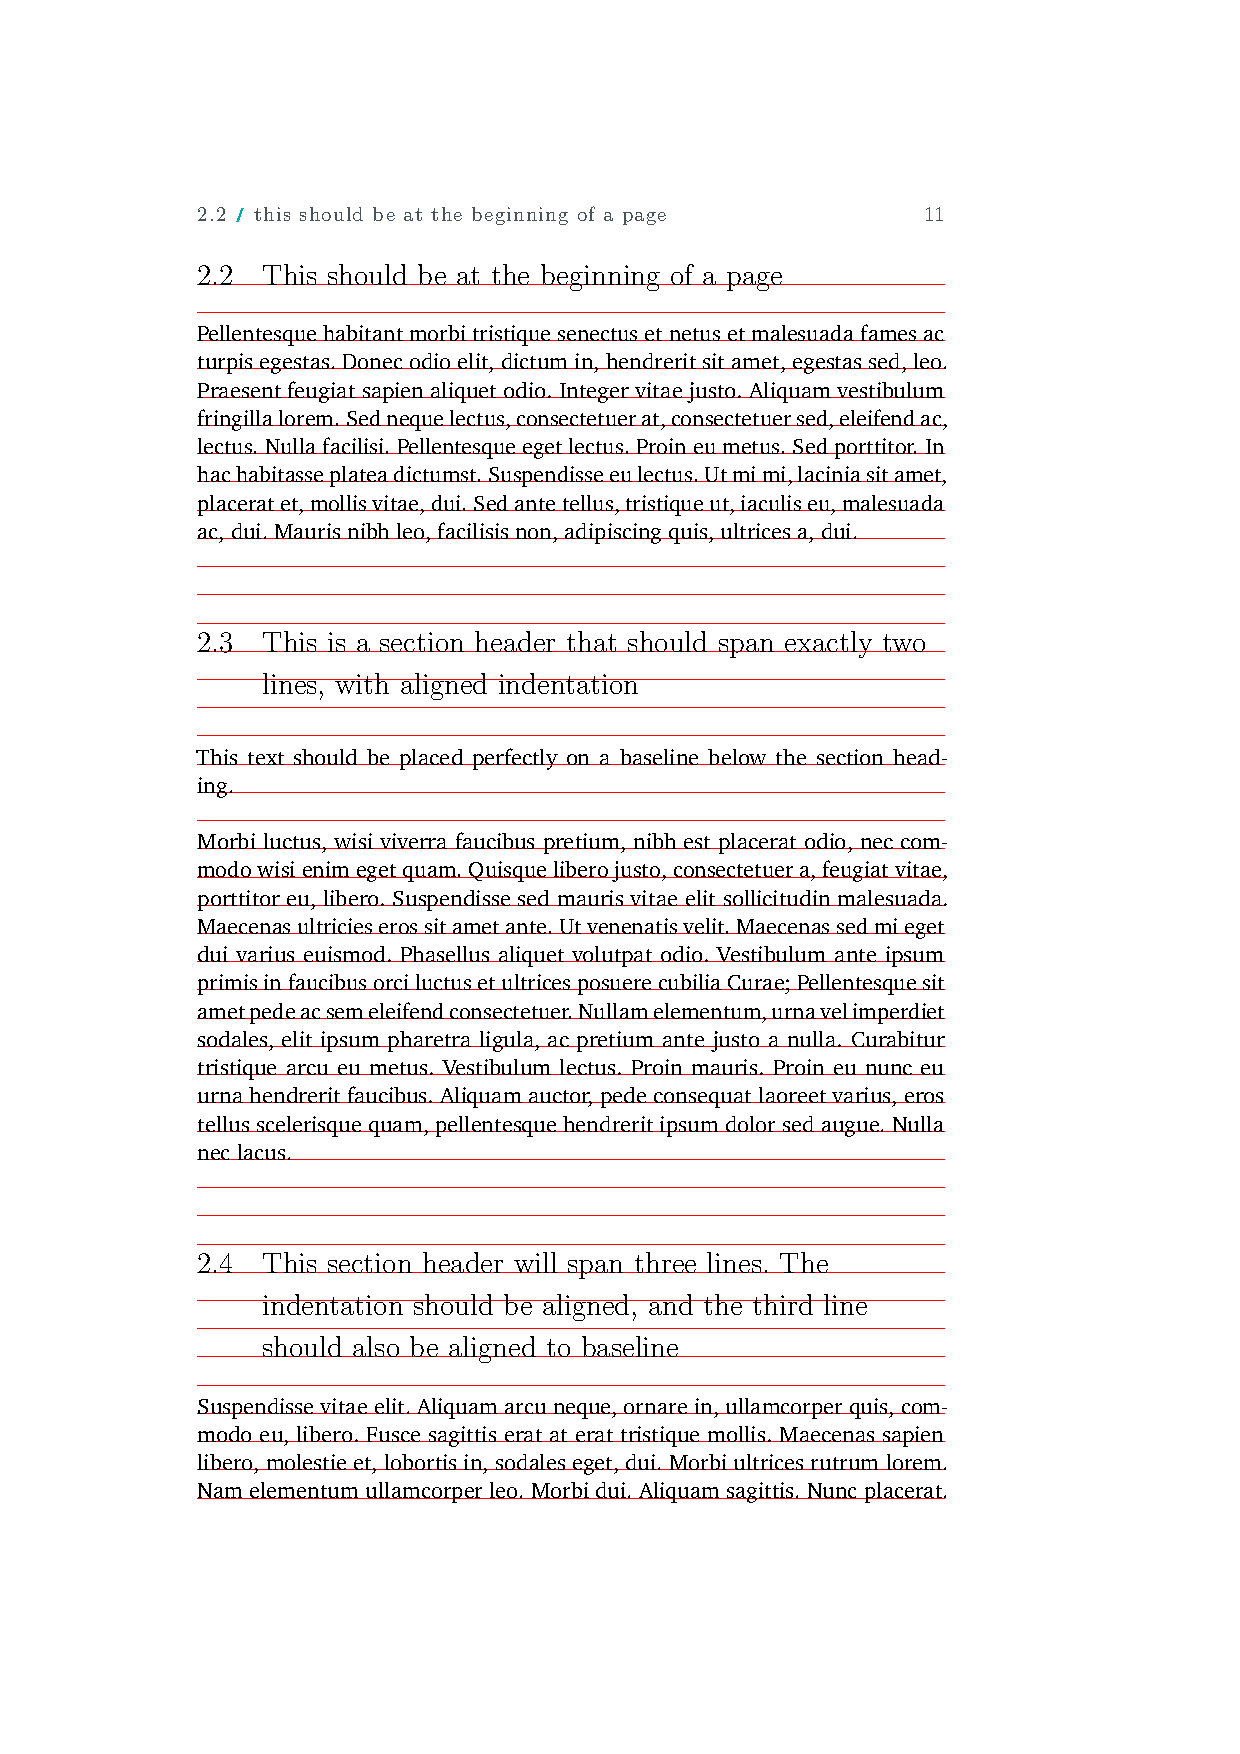 2.2 / this should be at the beginning of a page 11
2.2 This should be at the beginning of a page
Pellentesque habitant morbi tristique senectus et netus et malesuada fames ac
turpis egestas. Donec odio elit, dictum in, hendrerit sit amet, egestas sed, leo.
Praesent feugiat sapien aliquet odio. Integer vitae justo. Aliquam vestibulum
fringilla lorem. Sed neque lectus, consectetuer at, consectetuer sed, eleifend ac,
lectus. Nulla facilisi. Pellentesque eget lectus. Proin eu metus. Sed porttitor. In
hac habitasse platea dictumst. Suspendisse eu lectus. Ut mi mi, lacinia sit amet,
placerat et, mollis vitae, dui. Sed ante tellus, tristique ut, iaculis eu, malesuada
ac, dui. Mauris nibh leo, facilisis non, adipiscing quis, ultrices a, dui.
2.3 This is a section header that should span exactly two
lines, with aligned indentation
This text should be placed perfectly on a baseline below the section head-
ing.
Morbi luctus, wisi viverra faucibus pretium, nibh est placerat odio, nec com-
modo wisi enim eget quam. Quisque libero justo, consectetuer a, feugiat vitae,
porttitor eu, libero. Suspendisse sed mauris vitae elit sollicitudin malesuada.
Maecenas ultricies eros sit amet ante. Ut venenatis velit. Maecenas sed mi eget
dui varius euismod. Phasellus aliquet volutpat odio. Vestibulum ante ipsum
primis in faucibus orci luctus et ultrices posuere cubilia Curae; Pellentesque sit
amet pede ac sem eleifend consectetuer. Nullam elementum, urna vel imperdiet
sodales, elit ipsum pharetra ligula, ac pretium ante justo a nulla. Curabitur
tristique arcu eu metus. Vestibulum lectus. Proin mauris. Proin eu nunc eu
urna hendrerit faucibus. Aliquam auctor, pede consequat laoreet varius, eros
tellus scelerisque quam, pellentesque hendrerit ipsum dolor sed augue. Nulla
nec lacus.
2.4 This section header will span three lines. The
indentation should be aligned, and the third line
should also be aligned to baseline
Suspendisse vitae elit. Aliquam arcu neque, ornare in, ullamcorper quis, com-
modo eu, libero. Fusce sagittis erat at erat tristique mollis. Maecenas sapien
libero, molestie et, lobortis in, sodales eget, dui. Morbi ultrices rutrum lorem.
Nam elementum ullamcorper leo. Morbi dui. Aliquam sagittis. Nunc placerat.